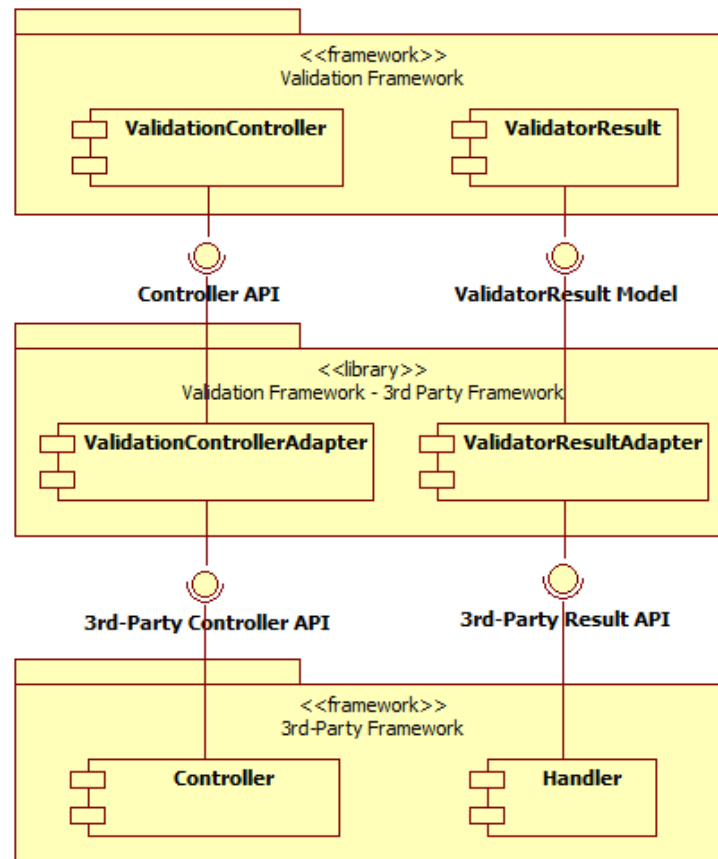 <<framework>>
Validation Framework
ValidationController
ValidatorResult
Controller API
ValidatorResult Model
<<library>>
Validation Framework - 3rd Party Framework
ValidationControllerAdapter
ValidatorResultAdapter
3rd-Party Controller API
3rd-Party Result API
<<framework>>
3rd-Party Framework
Controller
Handler